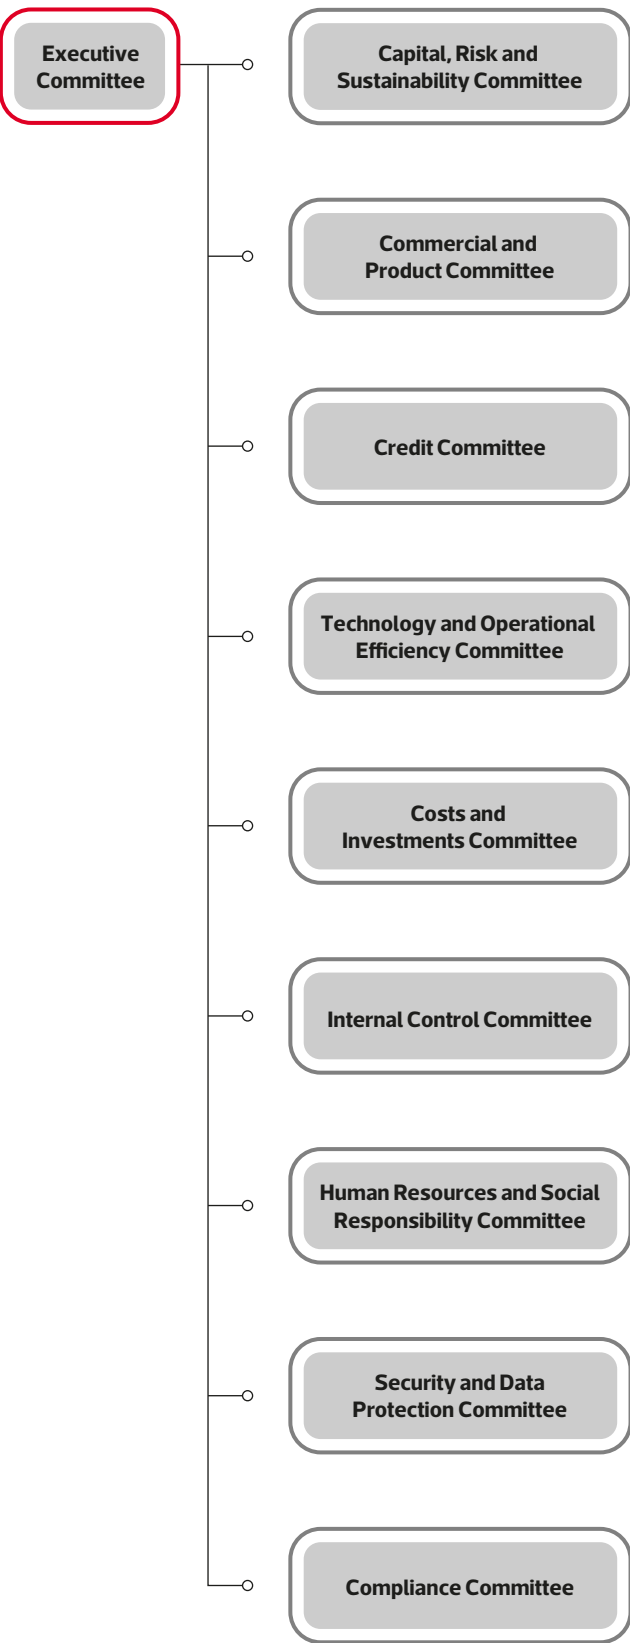 Executive
Committee
Capital, Risk and
Sustainability Committee
Commercial and
Product Committee
Credit Committee
Technology and Operational
Efficiency Committee
Costs and
Investments Committee
Internal Control Committee
Human Resources and Social
Responsibility Committee
Security and Data
Protection Committee
Compliance Committee